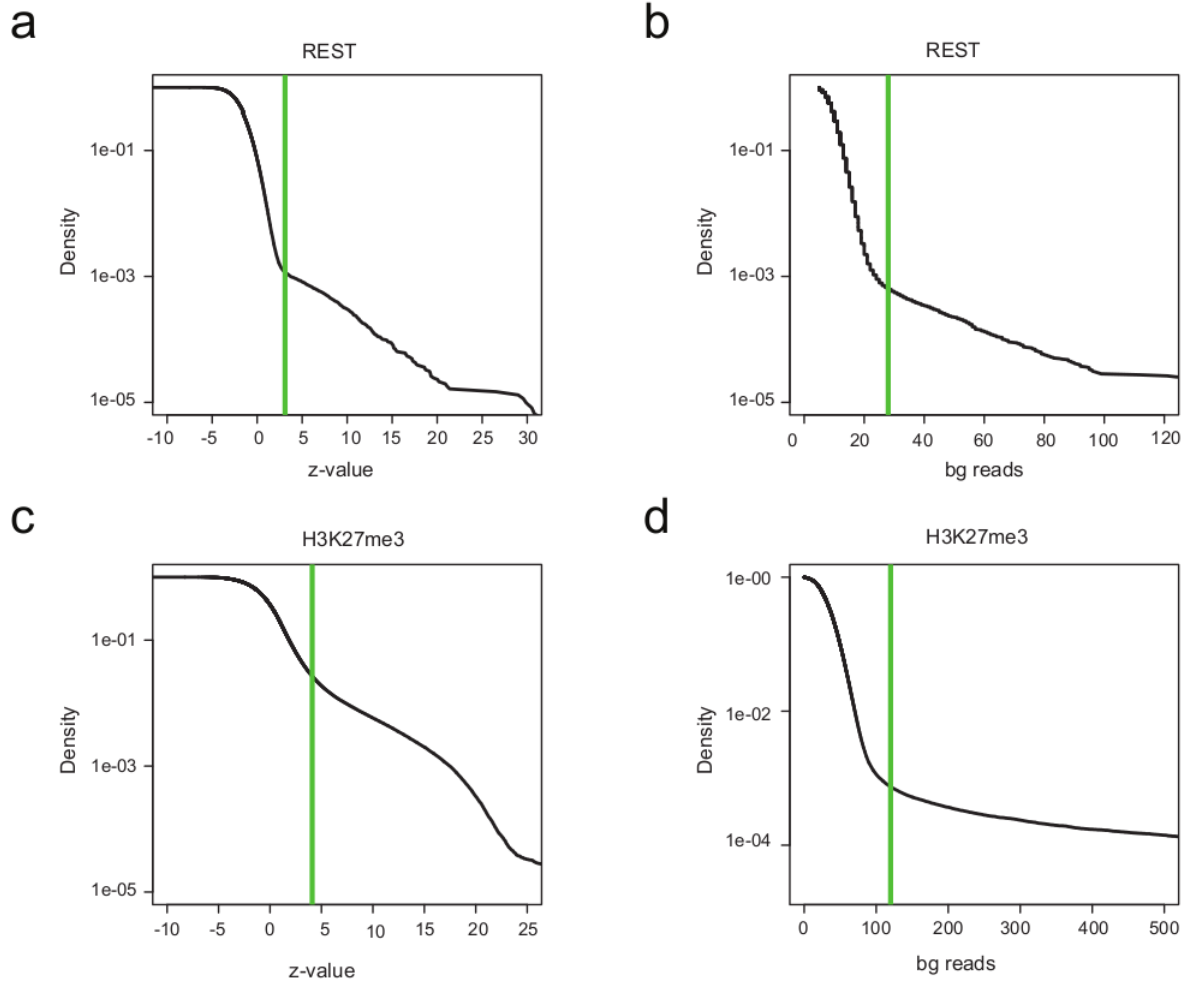 a
REST
Density
1e-01
1e-03
1e-05
-10 -5 0 5 10 15 20 25 30
z-value
b
REST
Density
1e-01
1e-03
1e-05
0 20 40 60 80 100 120
bg reads
c
H3K27me3
Density
1e-01
1e-03
1e-05
-10 -5 0 5 10 15 20 25
z-value
d
H3K27me3
Density
1e-00
1e-02
1e-04
0 100 200 300 400 500
bg reads